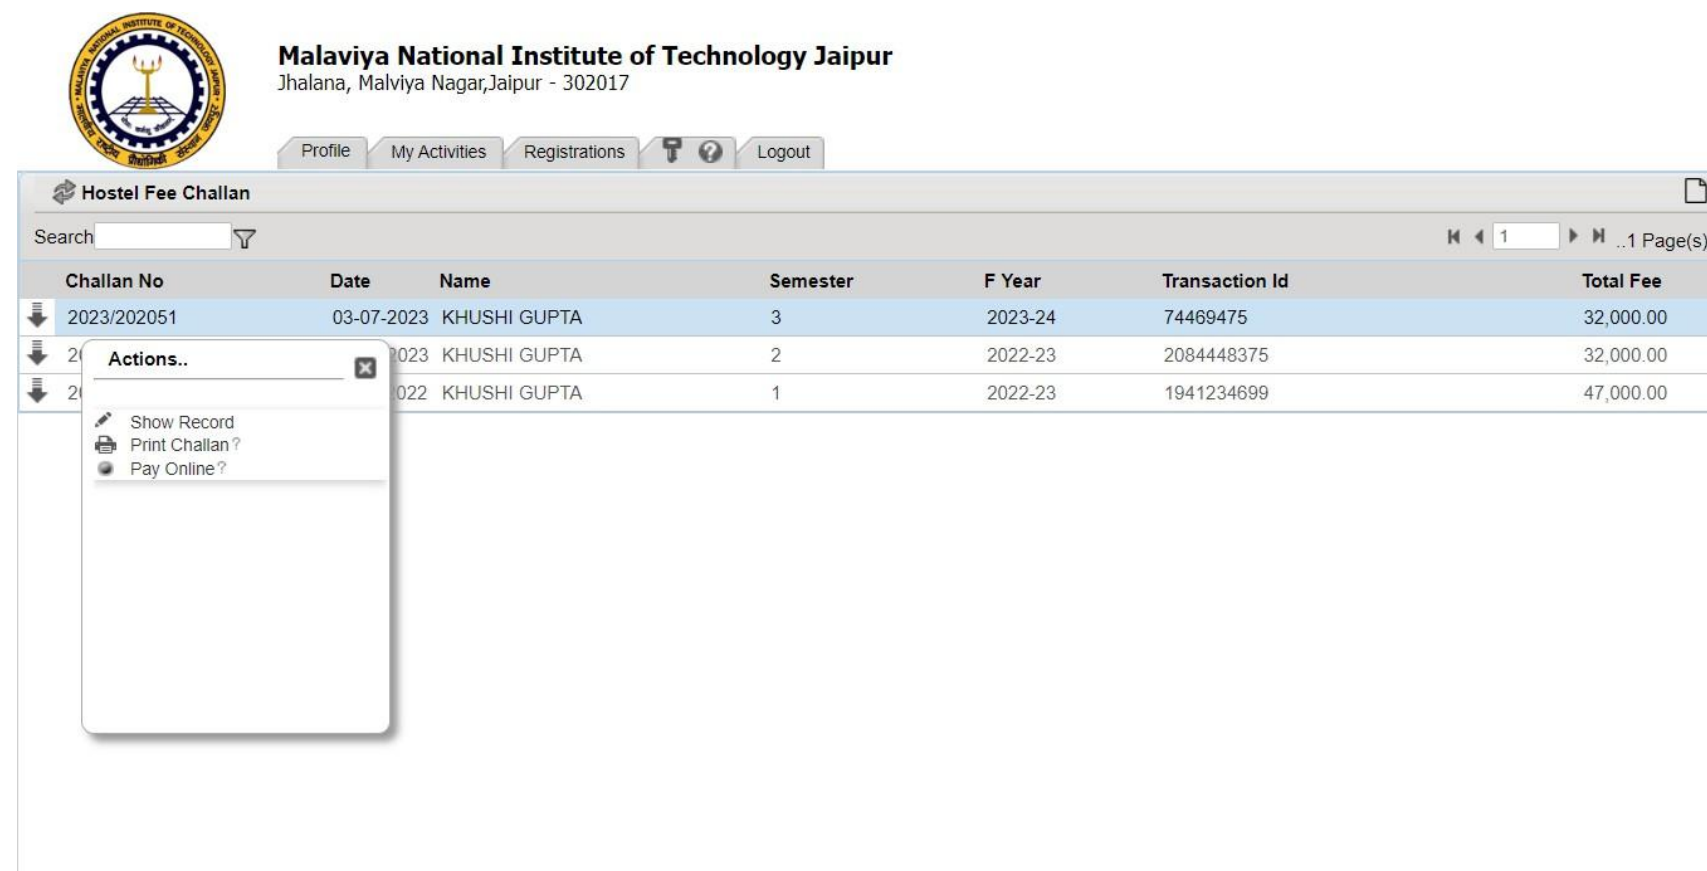 Malaviya National Institute of Technology Jaipur
Jhalana, Malviya Nagar,Jaipur - 302017
Profile My Activities Registrations Logout
Hostel Fee Challan
Search 1 ..1 Page(s)
Challan No Date Name Semester F Year Transaction Id Total Fee
2023/202051 03-07-2023 KHUSHI GUPTA 3 2023-24 74469475 32,000.00
KHUSHI GUPTA 2 2022-23 2084448375 32,000.00
KHUSHI GUPTA 1 2022-23 1941234699 47,000.00
Actions..
Show Record
Print Challan?
Pay Online?